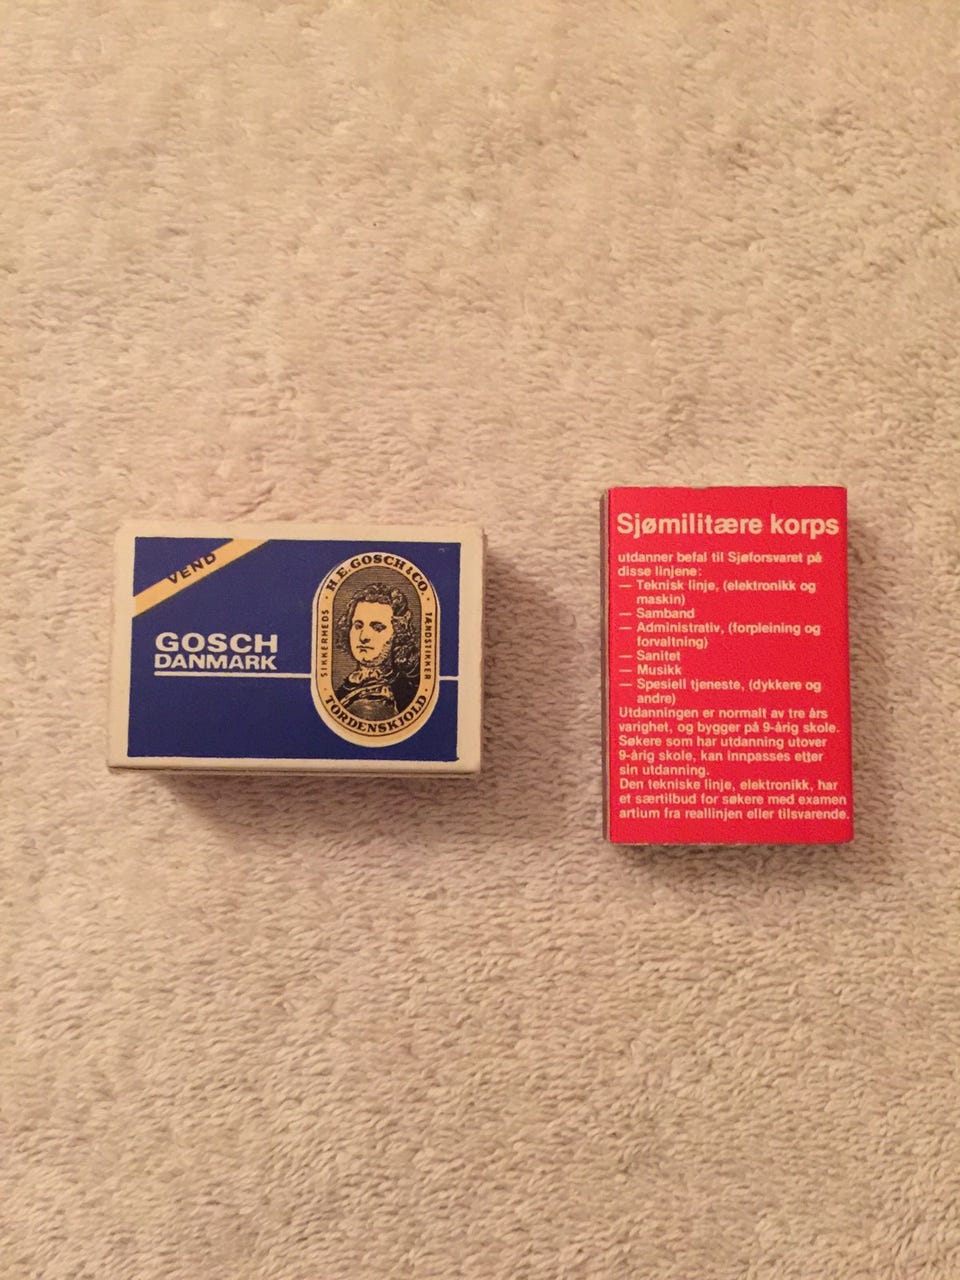 VEND
GOSCH
DANMARK
· H.E. GOSCH & CO. ·
SIKKERHEDS
TÆNDSTIKKER
· TORDENSKJOLD ·
Sjømilitære korps
utdanner befal til Sjøforsvaret på
disse linjene:
— Teknisk linje, (elektronikk og
maskin)
— Samband
— Administrativ, (forpleining og
forvaltning)
— Sanitet
— Musikk
— Spesiell tjeneste, (dykkere og
andre)
Utdanningen er normalt av tre års
varighet, og bygger på 9-årig skole.
Søkere som har utdanning utover
9-årig skole, kan innpasses etter
sin utdanning.
Den tekniske linje, elektronikk, har
et særtilbud for søkere med examen
artium fra reallinjen eller tilsvarende.